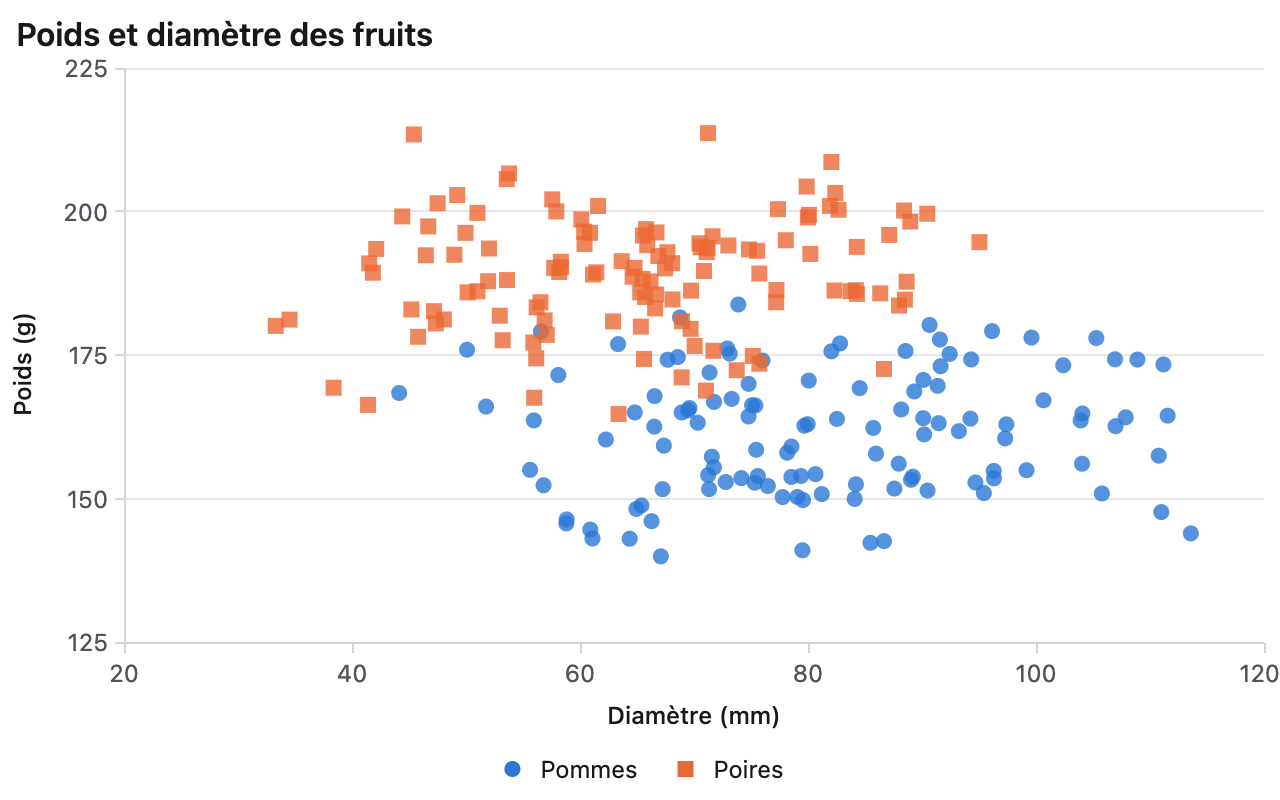 Poids et diamètre des fruits
225
200
175
150
125
Poids (g)
20 40 60 80 100 120
Diamètre (mm)
Pommes Poires